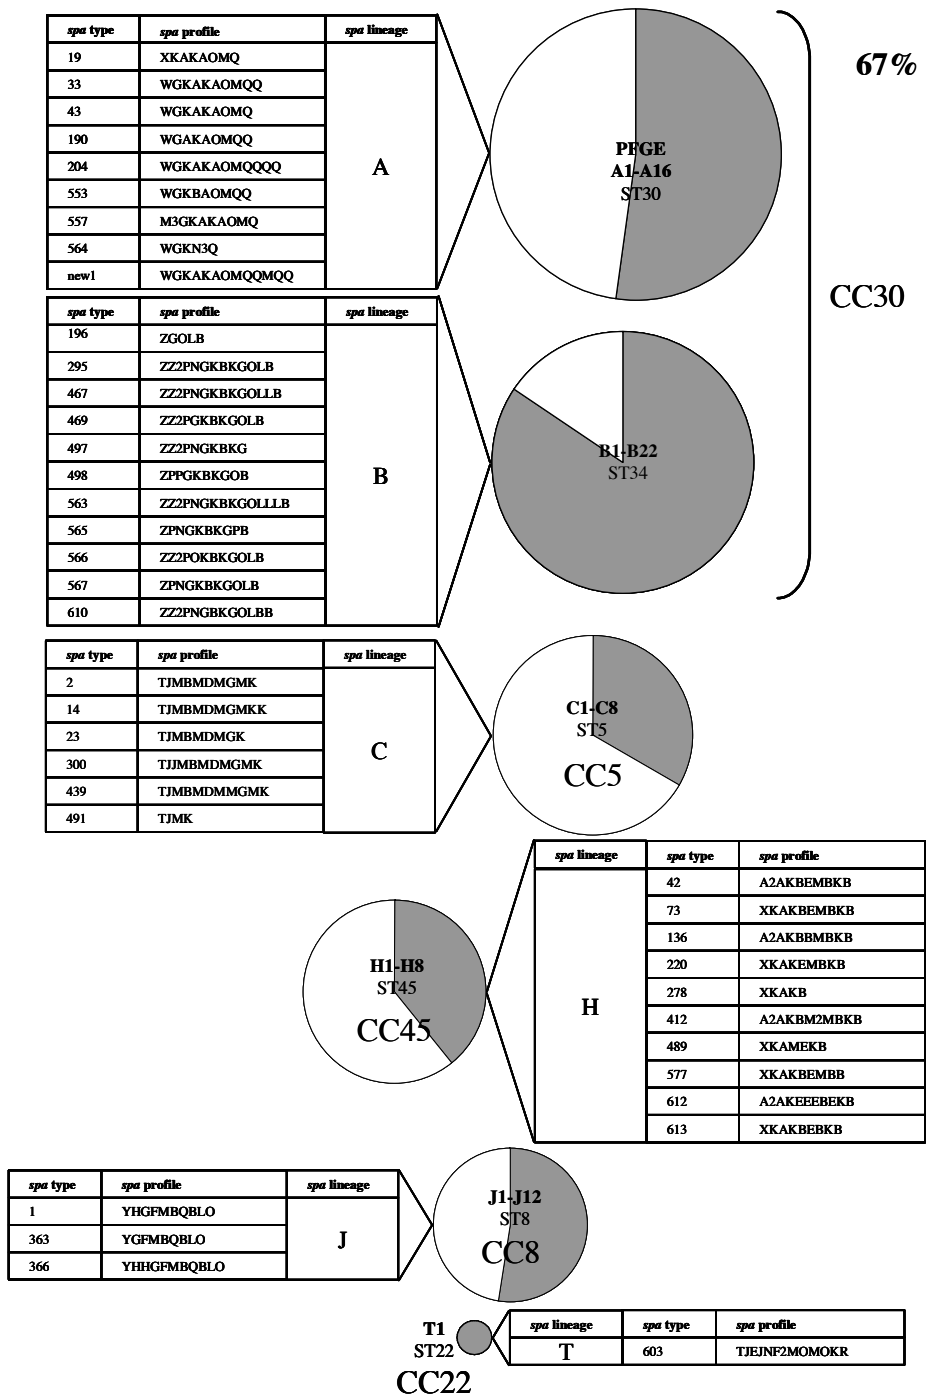 spa type spa profile spa lineage
19 XKAKAOMQ
33 WGKAKAOMQQ
43 WGKAKAOMQ
190 WGAKAOMQQ
204 WGKAKAOMQQQQ
553 WGKBAOMQQ
557 M3GKAKAOMQ
564 WGKN3Q
new1 WGKAKAOMQQMQQ
A
PFGE
A1-A16
ST30
67%
CC30
spa type spa profile spa lineage
196 ZGOLB
295 ZZ2PNGKBKGOLB
467 ZZ2PNGKBKGOLLB
469 ZZ2PGKBKGOLB
497 ZZ2PNGKBKG
498 ZPPGKBKGOB
563 ZZ2PNGKBKGOLLLB
565 ZPNGKBKGPB
566 ZZ2POKBKGOLB
567 ZPNGKBKGOLB
610 ZZ2PNGBKGOLBB
B
B1-B22
ST34
spa type spa profile spa lineage
2 TJMBMDMGMK
14 TJMBMDMGMKK
23 TJMBMDMGK
300 TJJMBMDMGMK
439 TJMBMDMMGMK
491 TJMK
C
C1-C8
ST5
CC5
H1-H8
ST45
CC45
spa lineage spa type spa profile
H
42 A2AKBEMBKB
73 XKAKBEMBKB
136 A2AKBBMBKB
220 XKAKEMBKB
278 XKAKB
412 A2AKBM2MBKB
489 XKAMEKB
577 XKAKBEMBB
612 A2AKEEEBEKB
613 XKAKBEBKB
spa type spa profile spa lineage
1 YHGFMBQBLO
363 YGFMBQBLO
366 YHHGFMBQBLO
J
J1-J12
ST8
CC8
T1
ST22
CC22
spa lineage spa type spa profile
T 603 TJEJNF2MOMOKR